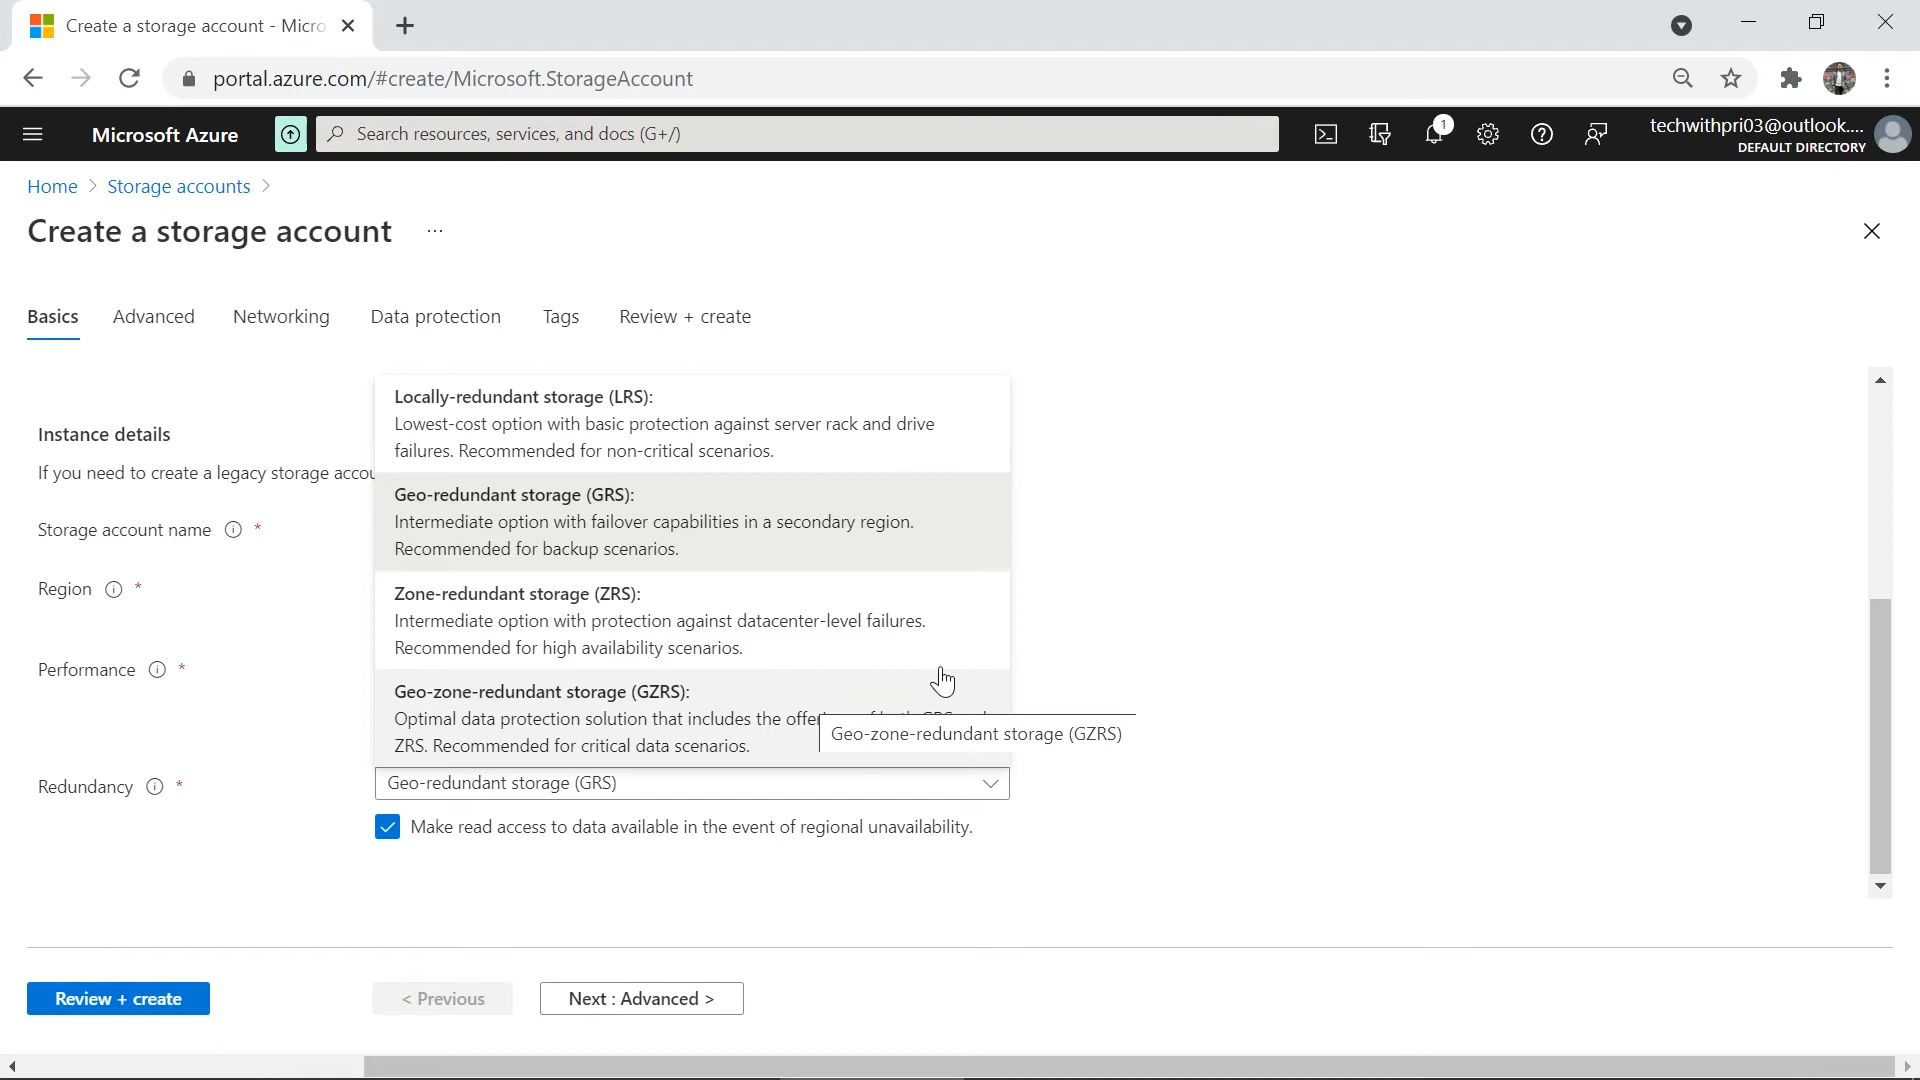 Create a storage account - Micro
portal.azure.com/#create/Microsoft.StorageAccount
Microsoft Azure
Search resources, services, and docs (G+/)
1
techwithpri03@outlook....
DEFAULT DIRECTORY
Home > Storage accounts >
Create a storage account ...
Basics Advanced Networking Data protection Tags Review + create
Locally-redundant storage (LRS):
Lowest-cost option with basic protection against server rack and drive
failures. Recommended for non-critical scenarios.
Instance details
If you need to create a legacy storage accou
Geo-redundant storage (GRS):
Intermediate option with failover capabilities in a secondary region.
Recommended for backup scenarios.
Storage account name *
Region *
Zone-redundant storage (ZRS):
Intermediate option with protection against datacenter-level failures.
Recommended for high availability scenarios.
Performance *
Geo-zone-redundant storage (GZRS):
Optimal data protection solution that includes the offer
ZRS. Recommended for critical data scenarios.
Geo-zone-redundant storage (GZRS)
Redundancy *
Geo-redundant storage (GRS)
Make read access to data available in the event of regional unavailability.
Review + create
< Previous
Next : Advanced >